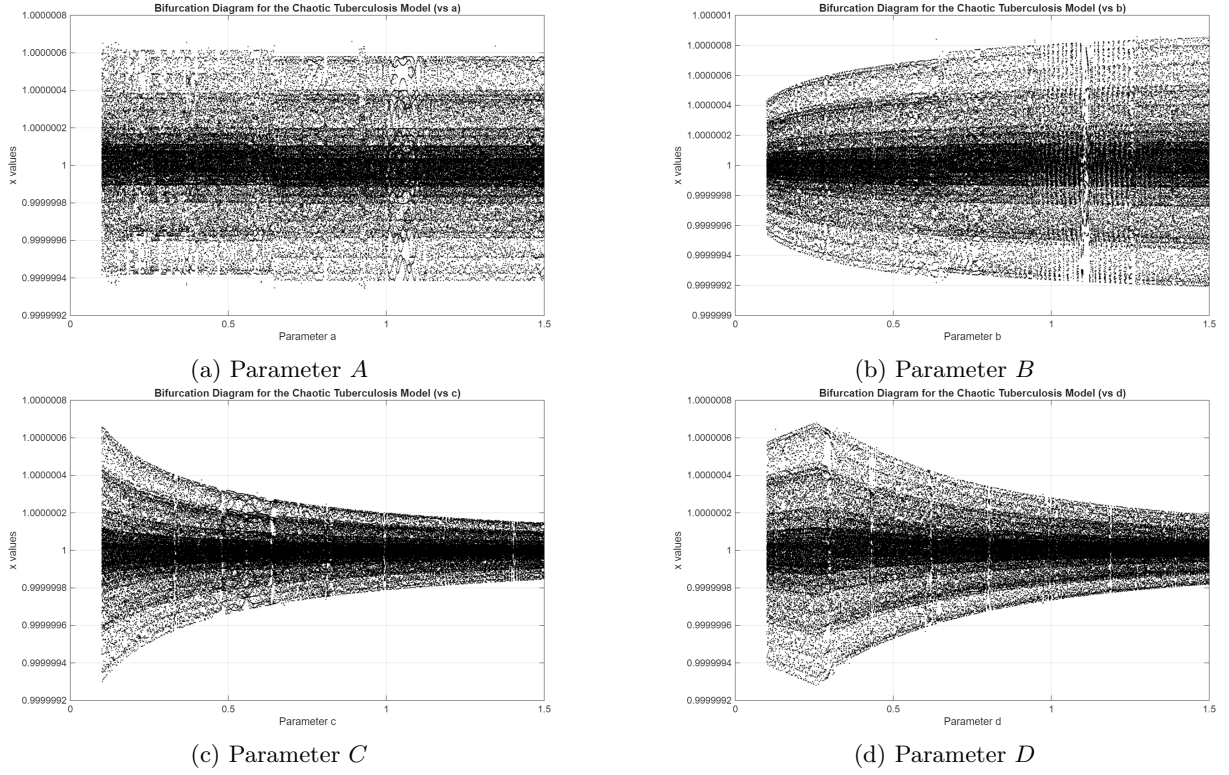 Bifurcation Diagram for the Chaotic Tuberculosis Model (vs a)
1.0000008
1.0000006
1.0000004
1.0000002
1
0.9999998
0.9999996
0.9999994
0.9999992
x values
0 0.5 1 1.5
Parameter a
(a) Parameter A
Bifurcation Diagram for the Chaotic Tuberculosis Model (vs b)
1.000001
1.0000008
1.0000006
1.0000004
1.0000002
1
0.9999998
0.9999996
0.9999994
0.9999992
0.999999
x values
0 0.5 1 1.5
Parameter b
(b) Parameter B
Bifurcation Diagram for the Chaotic Tuberculosis Model (vs c)
1.0000008
1.0000006
1.0000004
1.0000002
1
0.9999998
0.9999996
0.9999994
0.9999992
x values
0 0.5 1 1.5
Parameter c
(c) Parameter C
Bifurcation Diagram for the Chaotic Tuberculosis Model (vs d)
1.0000008
1.0000006
1.0000004
1.0000002
1
0.9999998
0.9999996
0.9999994
0.9999992
x values
0 0.5 1 1.5
Parameter d
(d) Parameter D